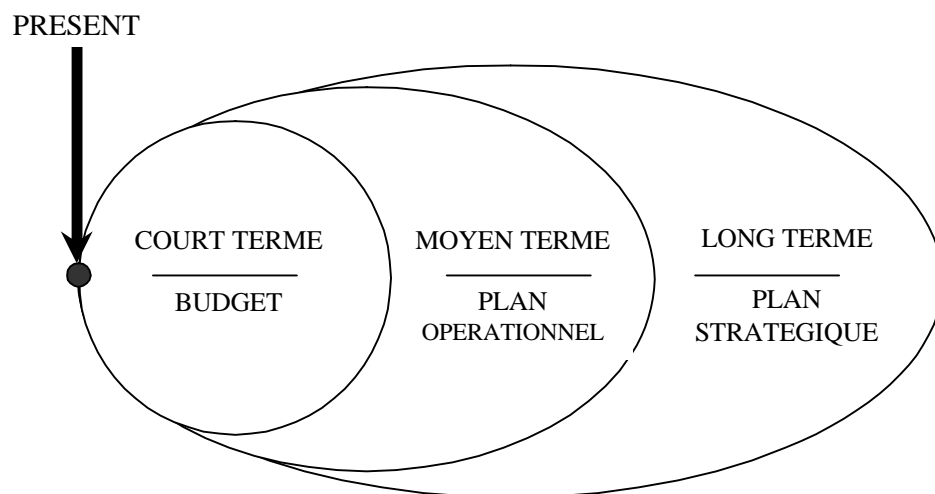 PRESENT
COURT TERME
BUDGET
MOYEN TERME
PLAN
OPERATIONNEL
LONG TERME
PLAN
STRATEGIQUE